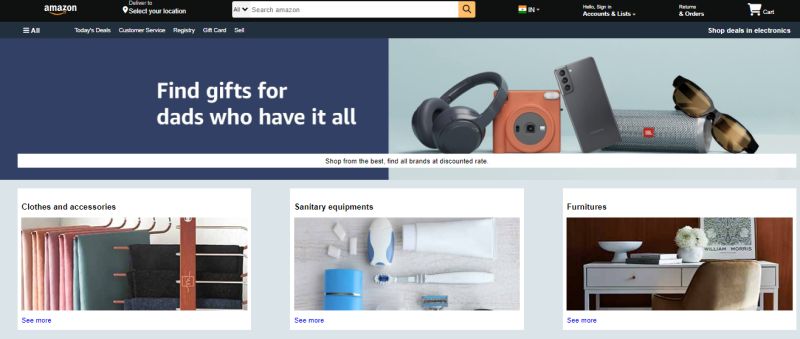 amazon
Deliver to
Select your location
All
Search amazon
IN
Hello, Sign in
Accounts & Lists
Returns
& Orders
Cart
All
Today's Deals
Customer Service
Registry
Gift Card
Sell
Shop deals in electronics
Find gifts for
dads who have it all
JBL
Shop from the best, find all brands at discounted rate.
Clothes and accessories
Sanitary equipments
Furnitures
WILLIAM MORRIS
See more
See more
See more